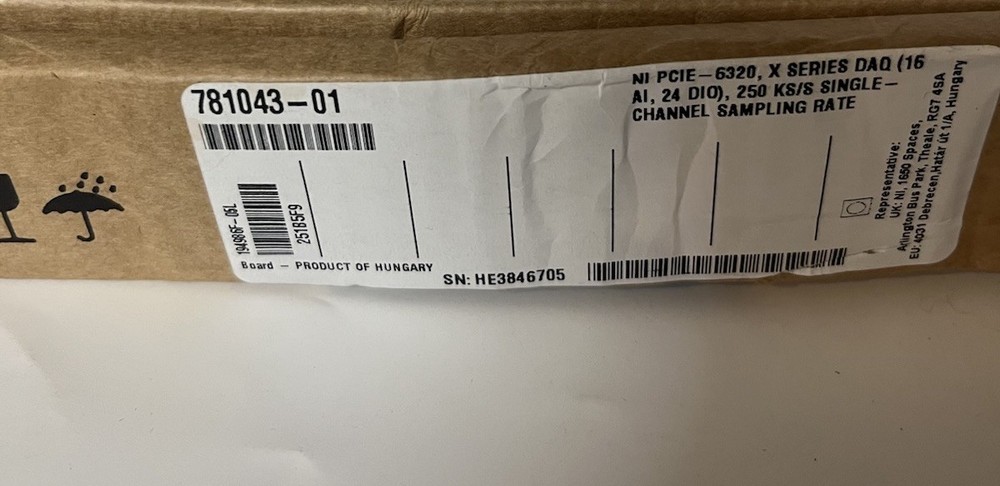 781043-01
NI PCIE-6320, X SERIES DAQ (16
AI, 24 DIO), 250 KS/S SINGLE-
CHANNEL SAMPLING RATE
194986F-05L
251B5F9
Board - PRODUCT OF HUNGARY
SN: HE3846705
Representative:
UK: NI, 1650 Spaces,
Arlington Bus Park, Theale, RG7 4SA
EU: 4031 Debrecen,Határ út 1/A, Hungary